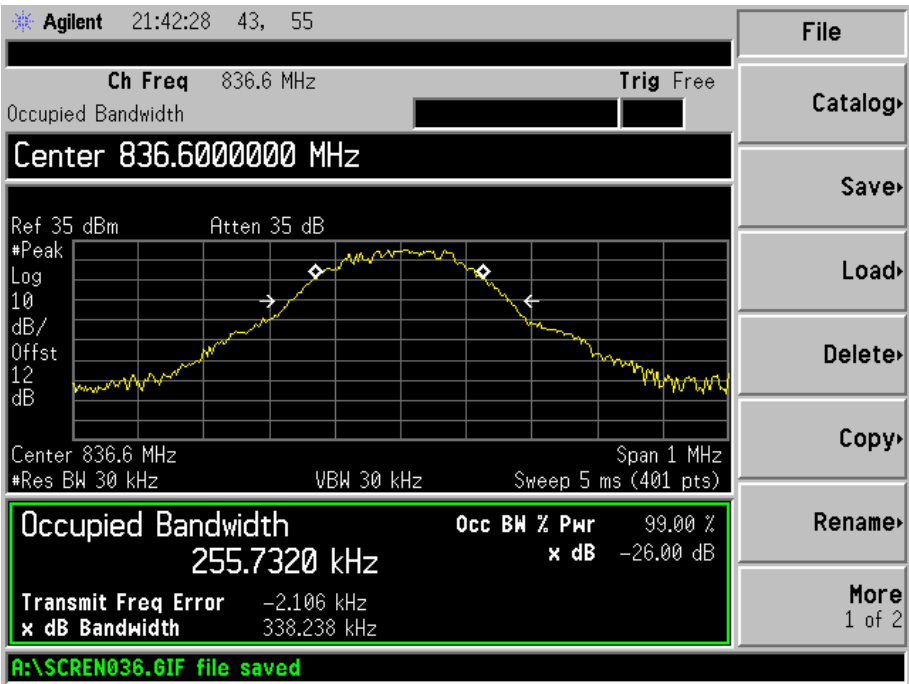 Agilent 21:42:28 43, 55
File
Ch Freq 836.6 MHz Trig Free
Occupied Bandwidth
Catalog
Center 836.6000000 MHz
Save
Ref 35 dBm Atten 35 dB
#Peak
Log
10
dB/
Offst
12
dB
Load
Delete
Copy
Center 836.6 MHz Span 1 MHz
#Res BW 30 kHz VBW 30 kHz Sweep 5 ms (401 pts)
Occupied Bandwidth Occ BW % Pwr 99.00 %
255.7320 kHz x dB -26.00 dB
Rename
Transmit Freq Error -2.106 kHz
x dB Bandwidth 338.238 kHz
More
1 of 2
A:\SCREN036.GIF file saved